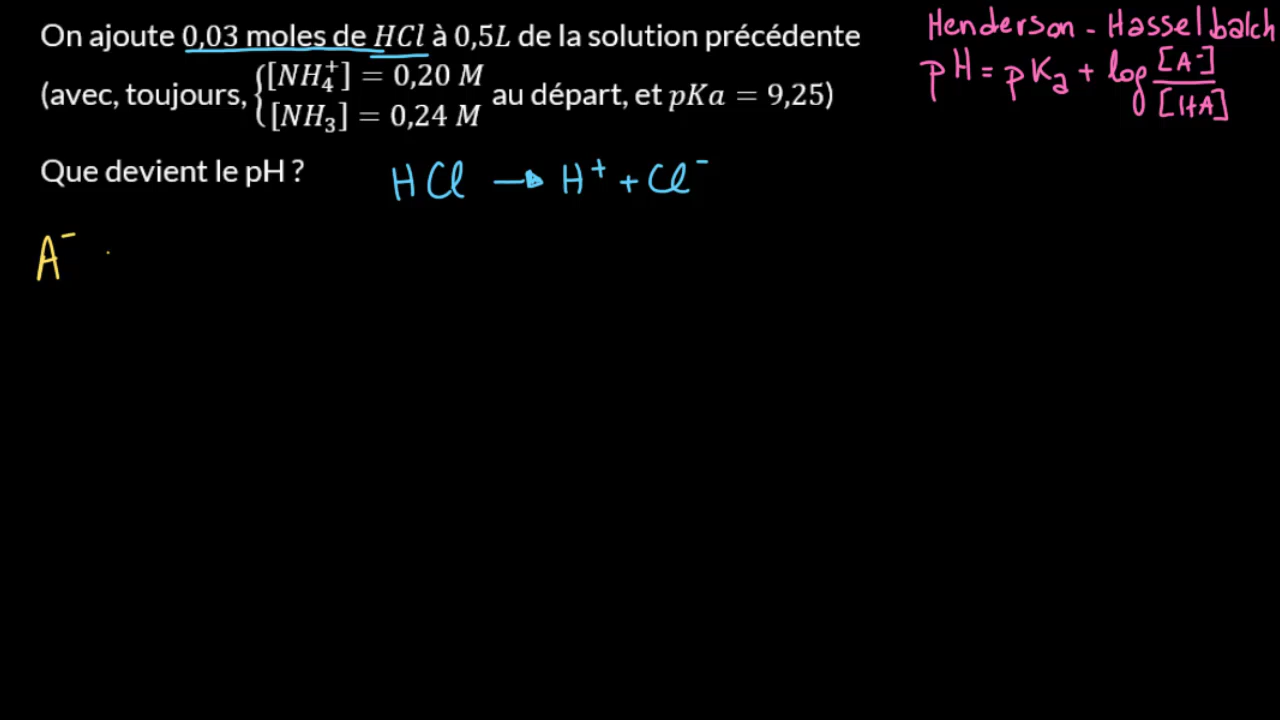 On ajoute 0,03 moles de HCl à 0,5L de la solution précédente
(avec, toujours, {[NH₄⁺] = 0,20 M
[NH₃] = 0,24 M au départ, et pKa = 9,25)
Que devient le pH ?
HCl → H⁺ + Cl⁻
A⁻
Henderson - Hasselbalch
pH = pKa + log [A⁻]
[HA]